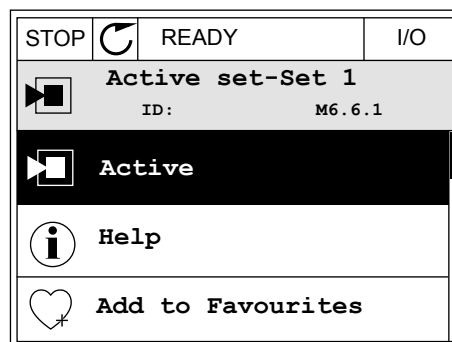 STOP READY I/O
Active set-Set 1
ID: M6.6.1
Active
Help
Add to Favourites